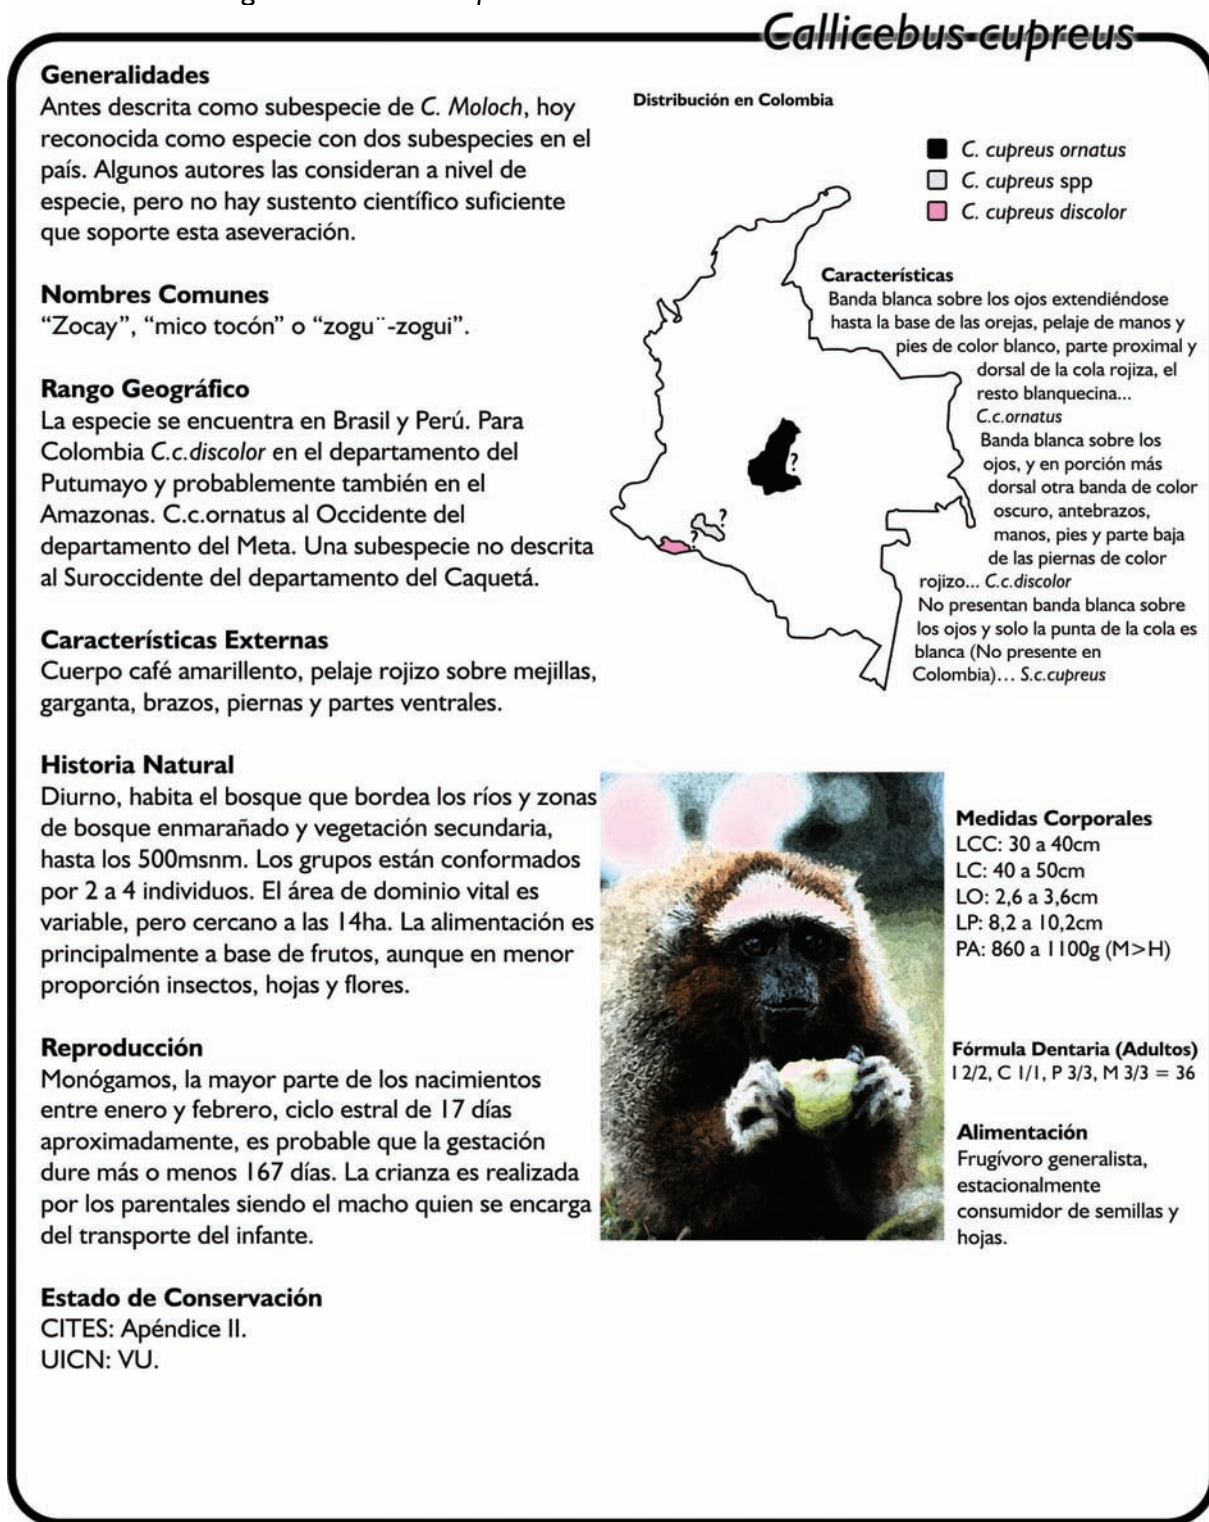 Callicebus cupreus
Generalidades
Antes descrita como subespecie de C. Moloch, hoy
reconocida como especie con dos subespecies en el
país. Algunos autores las consideran a nivel de
especie, pero no hay sustento científico suficiente
que soporte esta aseveración.
Nombres Comunes
“Zocay”, “mico tocón” o “zogu¨-zogui”.
Rango Geográfico
La especie se encuentra en Brasil y Perú. Para
Colombia C.c.discolor en el departamento del
Putumayo y probablemente también en el
Amazonas. C.c.ornatus al Occidente del
departamento del Meta. Una subespecie no descrita
al Suroccidente del departamento del Caquetá.
Características Externas
Cuerpo café amarillento, pelaje rojizo sobre mejillas,
garganta, brazos, piernas y partes ventrales.
Historia Natural
Diurno, habita el bosque que bordea los ríos y zonas
de bosque enmarañado y vegetación secundaria,
hasta los 500msnm. Los grupos están conformados
por 2 a 4 individuos. El área de dominio vital es
variable, pero cercano a las 14ha. La alimentación es
principalmente a base de frutos, aunque en menor
proporción insectos, hojas y flores.
Reproducción
Monógamos, la mayor parte de los nacimientos
entre enero y febrero, ciclo estral de 17 días
aproximadamente, es probable que la gestación
dure más o menos 167 días. La crianza es realizada
por los parentales siendo el macho quien se encarga
del transporte del infante.
Estado de Conservación
CITES: Apéndice II.
UICN: VU.
Distribución en Colombia
C. cupreus ornatus
C. cupreus spp
C. cupreus discolor
?
?
?
Características
Banda blanca sobre los ojos extendiéndose
hasta la base de las orejas, pelaje de manos y
pies de color blanco, parte proximal y
dorsal de la cola rojiza, el
resto blanquecina...
C.c.ornatus
Banda blanca sobre los
ojos, y en porción más
dorsal otra banda de color
oscuro, antebrazos,
manos, pies y parte baja
de las piernas de color
rojizo... C.c.discolor
No presentan banda blanca sobre
los ojos y solo la punta de la cola es
blanca (No presente en
Colombia)... S.c.cupreus
Medidas Corporales
LCC: 30 a 40cm
LC: 40 a 50cm
LO: 2,6 a 3,6cm
LP: 8,2 a 10,2cm
PA: 860 a 1100g (M>H)
Fórmula Dentaria (Adultos)
I 2/2, C 1/1, P 3/3, M 3/3 = 36
Alimentación
Frugívoro generalista,
estacionalmente
consumidor de semillas y
hojas.